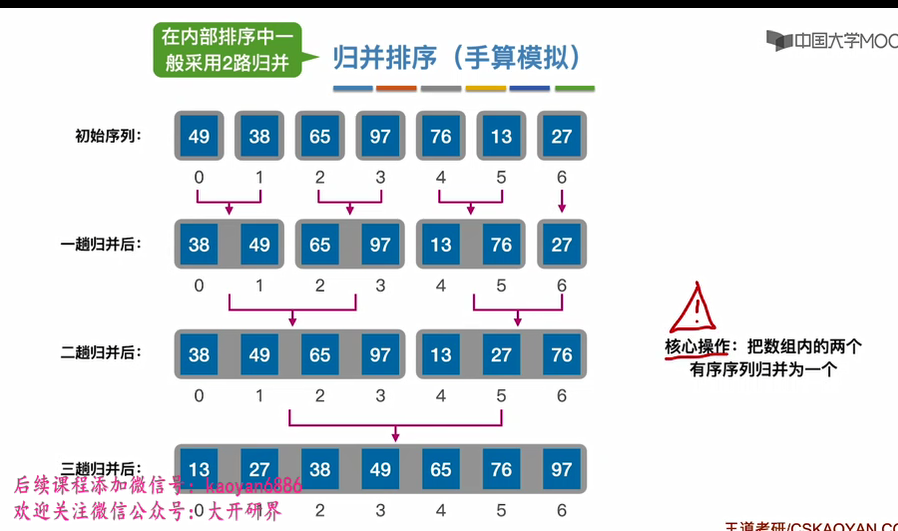 在内部排序中一
般采用2路归并
归并排序（手算模拟）
中国大学MOO
初始序列：
49 38 65 97 76 13 27
0 1 2 3 4 5 6
一趟归并后：
38 49 65 97 13 76 27
0 1 2 3 4 5 6
二趟归并后：
38 49 65 97 13 27 76
0 1 2 3 4 5 6
!
核心操作：把数组内的两个
有序序列归并为一个
三趟归并后：
13 27 38 49 65 76 97
0 1 2 3 4 5 6
后续课程添加微信号：kaoyan6886
欢迎关注微信公众号：大开研界
王道考研/CSKAOYAN.CO